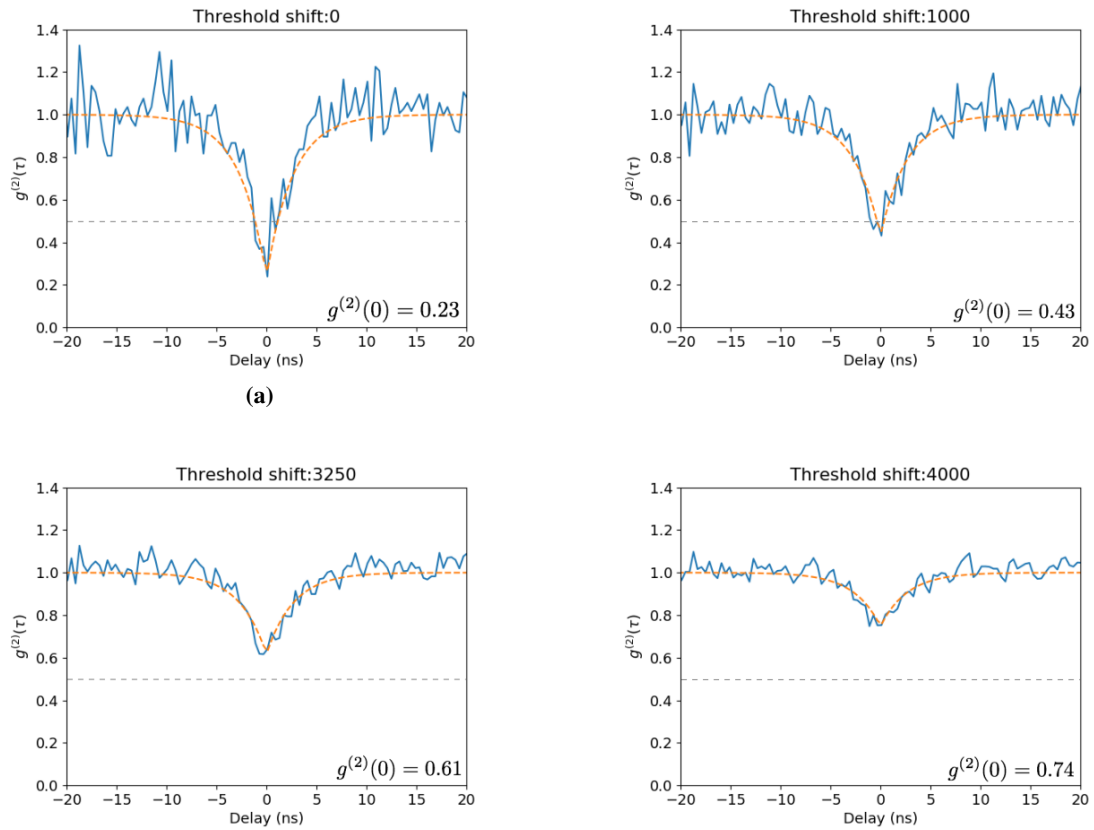 Threshold shift:0
1.4
1.2
1.0
0.8
0.6
0.4
0.2
0.0
g⁽²⁾(τ)
g⁽²⁾(0) = 0.23
−20 −15 −10 −5 0 5 10 15 20
Delay (ns)
(a)
Threshold shift:1000
1.4
1.2
1.0
0.8
0.6
0.4
0.2
0.0
g⁽²⁾(τ)
g⁽²⁾(0) = 0.43
−20 −15 −10 −5 0 5 10 15 20
Delay (ns)
Threshold shift:3250
1.4
1.2
1.0
0.8
0.6
0.4
0.2
0.0
g⁽²⁾(τ)
g⁽²⁾(0) = 0.61
−20 −15 −10 −5 0 5 10 15 20
Delay (ns)
Threshold shift:4000
1.4
1.2
1.0
0.8
0.6
0.4
0.2
0.0
g⁽²⁾(τ)
g⁽²⁾(0) = 0.74
−20 −15 −10 −5 0 5 10 15 20
Delay (ns)